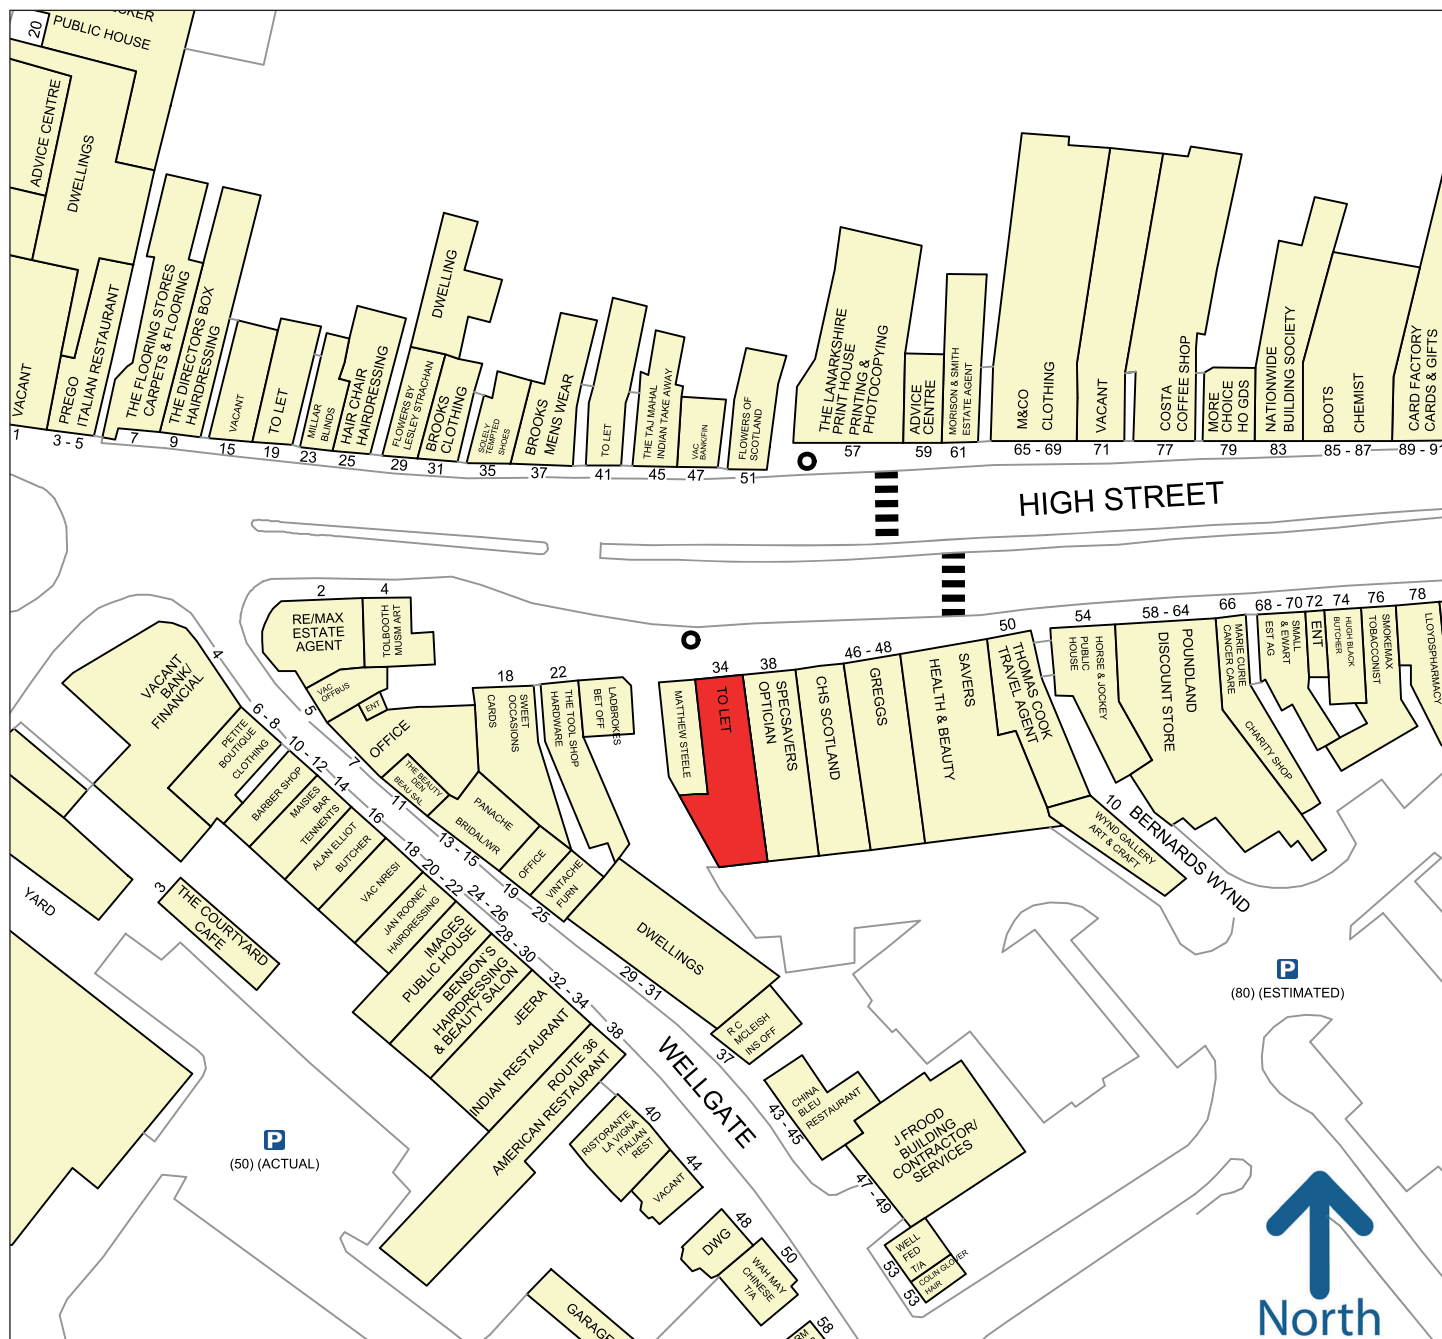 20
PUBLIC HOUSE
ADVICE CENTRE
DWELLINGS
VACANT
PREGO
ITALIAN RESTAURANT
THE FLOORING STORES
CARPETS & FLOORING
THE DIRECTORS BOX
HAIRDRESSING
VACANT
TO LET
MILLAR
BLINDS
HAIR CHAIR
HAIRDRESSING
DWELLING
FLOWERS BY
LESLEY STRACHAN
BROOKS
CLOTHING
SOLELY
TEMPTED
SHOES
BROOKS
MENS WEAR
TO LET
THE TAJ MAHAL
INDIAN TAKE AWAY
VAC
BANK/FIN
FLOWERS OF
SCOTLAND
THE LANARKSHIRE
PRINT HOUSE
PRINTING &
PHOTOCOPYING
ADVICE
CENTRE
MORISON & SMITH
ESTATE AGENT
M&CO
CLOTHING
VACANT
COSTA
COFFEE SHOP
MORE
CHOICE
HO GDS
NATIONWIDE
BUILDING SOCIETY
BOOTS
CHEMIST
CARD FACTORY
CARDS & GIFTS
1
3 - 5
7
9
15
19
23
25
29
31
35
37
41
45
47
51
57
59
61
65 - 69
71
77
79
83
85 - 87
89 - 91
HIGH STREET
2
4
RE/MAX
ESTATE
AGENT
TOLBOOTH
MUSM ART
VAC
OFFBUS
ENT
OFFICE
18
SWEET
OCCASIONS
CARDS
22
THE TOOL SHOP
HARDWARE
LADBROKES
BET OFF
MATTHEW STEELE
34
TO LET
38
SPECSAVERS
OPTICIAN
CHS SCOTLAND
46 - 48
GREGGS
SAVERS
HEALTH & BEAUTY
50
THOMAS COOK
TRAVEL AGENT
54
HORSE & JOCKEY
PUBLIC
HOUSE
58 - 64
POUNDLAND
DISCOUNT STORE
66
MARIE CURIE
CANCER CARE
CHARITY SHOP
68 - 70
SMALL
& EWART
EST AG
72
ENT
74
HUGH BLACK
BUTCHER
76
SMOKEMAX
TOBACCONIST
78
LLOYDSPHARMACY
10
WYND GALLERY
ART & CRAFT
BERNARDS WYND
VACANT
BANK/
FINANCIAL
4
PETITE
BOUTIQUE
CLOTHING
6 - 8
BARBER SHOP
10 - 12
MAISIES
BAR
TENNENTS
14
ALAN ELLIOT
BUTCHER
16
VAC NRESI
18
JAN ROONEY
HAIRDRESSING
20 - 22
IMAGES
PUBLIC HOUSE
24 - 26
BENSON'S
HAIRDRESSING
& BEAUTY SALON
28 - 30
JEERA
INDIAN RESTAURANT
32 - 34
ROUTE 36
AMERICAN RESTAURANT
38
5
7
THE BEAUTY
DEN
BEAU SAL
11
PANACHE
BRIDAL/WR
13 - 15
OFFICE
19
VINTACHE
FURN
25
DWELLINGS
29 - 31
R C
MCLEISH
INS OFF
37
WELLGATE
CHINA
BLEU
RESTAURANT
43 - 45
J FROOD
BUILDING
CONTRACTOR/
SERVICES
47 - 49
WELL
FED
T/A
53
COLIN GLOVER
HAIR
53
RISTORANTE
LA VIGNA
ITALIAN
REST
40
VACANT
44
DWG
48
WAH MAY
CHINESE
T/A
50
58
GARAGE
YARD
3
THE COURTYARD
CAFE
P
(50) (ACTUAL)
P
(80) (ESTIMATED)
North